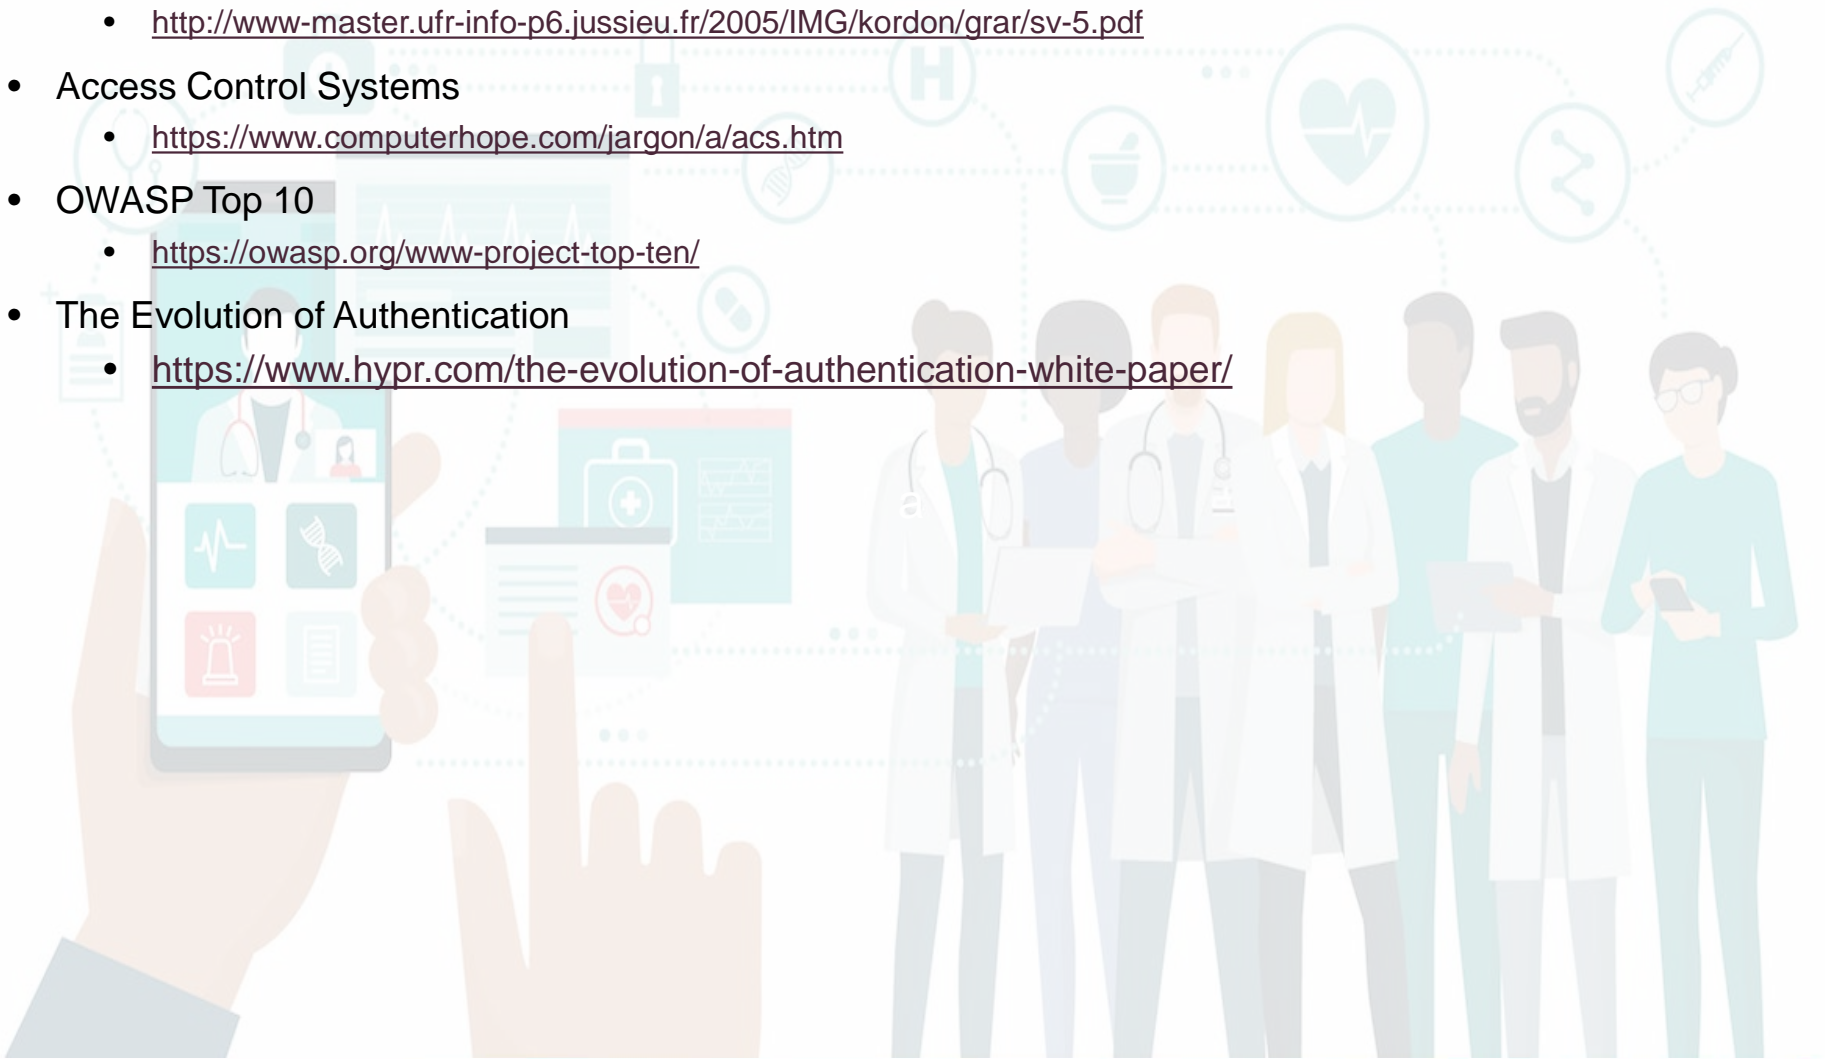 • http://www-master.ufr-info-p6.jussieu.fr/2005/IMG/kordon/grar/sv-5.pdf
• Access Control Systems
• https://www.computerhope.com/jargon/a/acs.htm
• OWASP Top 10
• https://owasp.org/www-project-top-ten/
• The Evolution of Authentication
• https://www.hypr.com/the-evolution-of-authentication-white-paper/
H